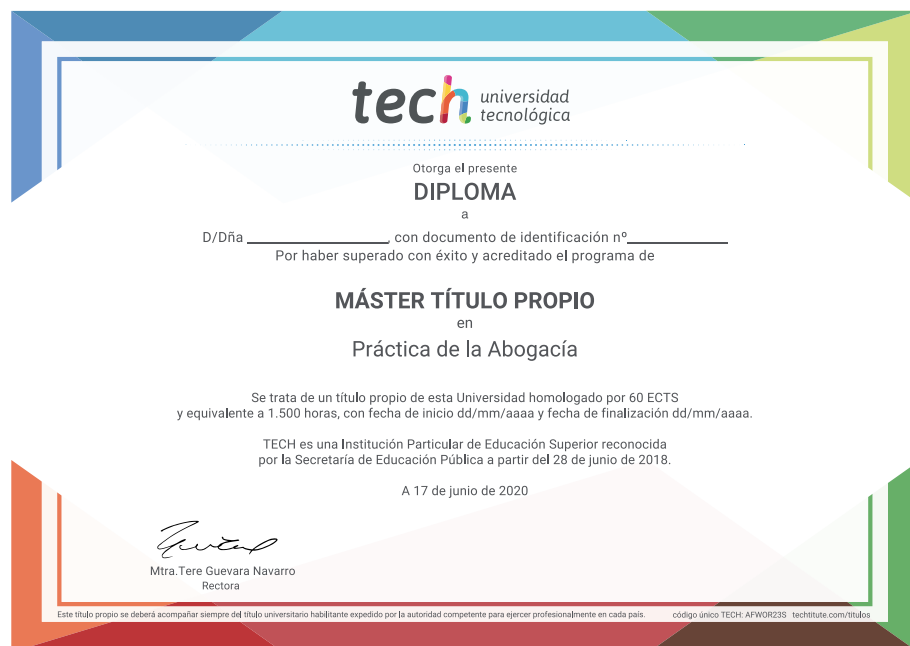 tech universidad
tecnológica
Otorga el presente
DIPLOMA
a
D/Dña ____________, con documento de identificación nº____________
Por haber superado con éxito y acreditado el programa de
MÁSTER TÍTULO PROPIO
en
Práctica de la Abogacía
Se trata de un título propio de esta Universidad homologado por 60 ECTS
y equivalente a 1.500 horas, con fecha de inicio dd/mm/aaaa y fecha de finalización dd/mm/aaaa.
TECH es una Institución Particular de Educación Superior reconocida
por la Secretaría de Educación Pública a partir del 28 de junio de 2018.
A 17 de junio de 2020
Mtra.Tere Guevara Navarro
Rectora
Este título propio se deberá acompañar siempre del título universitario habilitante expedido por la autoridad competente para ejercer profesionalmente en cada país. código único TECH: AFWOR23S techtitute.com/titulos